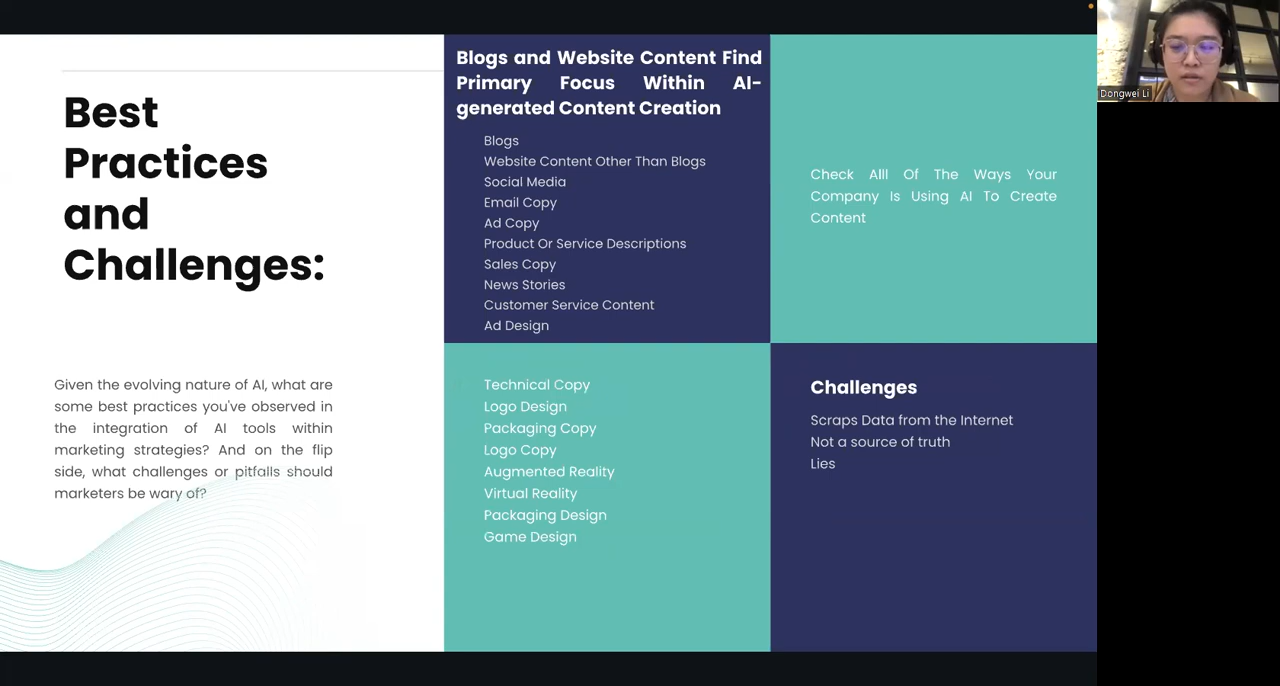 Best
Practices
and
Challenges:
Given the evolving nature of AI, what are
some best practices you've observed in
the integration of AI tools within
marketing strategies? And on the flip
side, what challenges or pitfalls should
marketers be wary of?
Blogs and Website Content Find
Primary Focus Within AI-
generated Content Creation
Blogs
Website Content Other Than Blogs
Social Media
Email Copy
Ad Copy
Product Or Service Descriptions
Sales Copy
News Stories
Customer Service Content
Ad Design
Check Alll Of The Ways Your
Company Is Using AI To Create
Content
Technical Copy
Logo Design
Packaging Copy
Logo Copy
Augmented Reality
Virtual Reality
Packaging Design
Game Design
Challenges
Scraps Data from the Internet
Not a source of truth
Lies
Dongwei Li